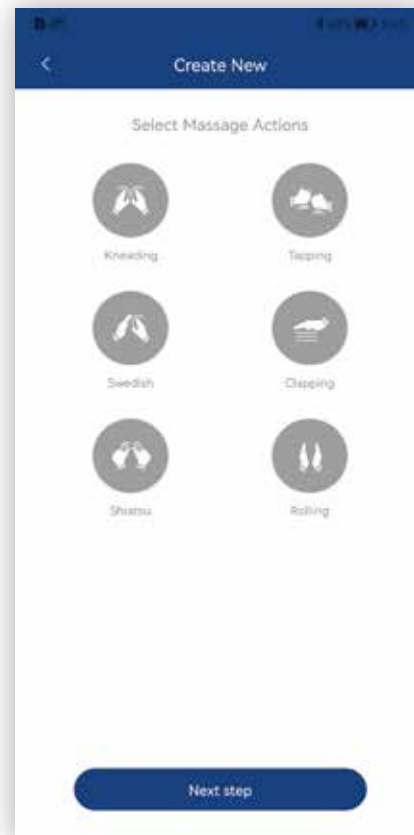 Create New
Select Massage Actions
Kneading
Tapping
Swedish
Clapping
Shiatsu
Rolling
Next step